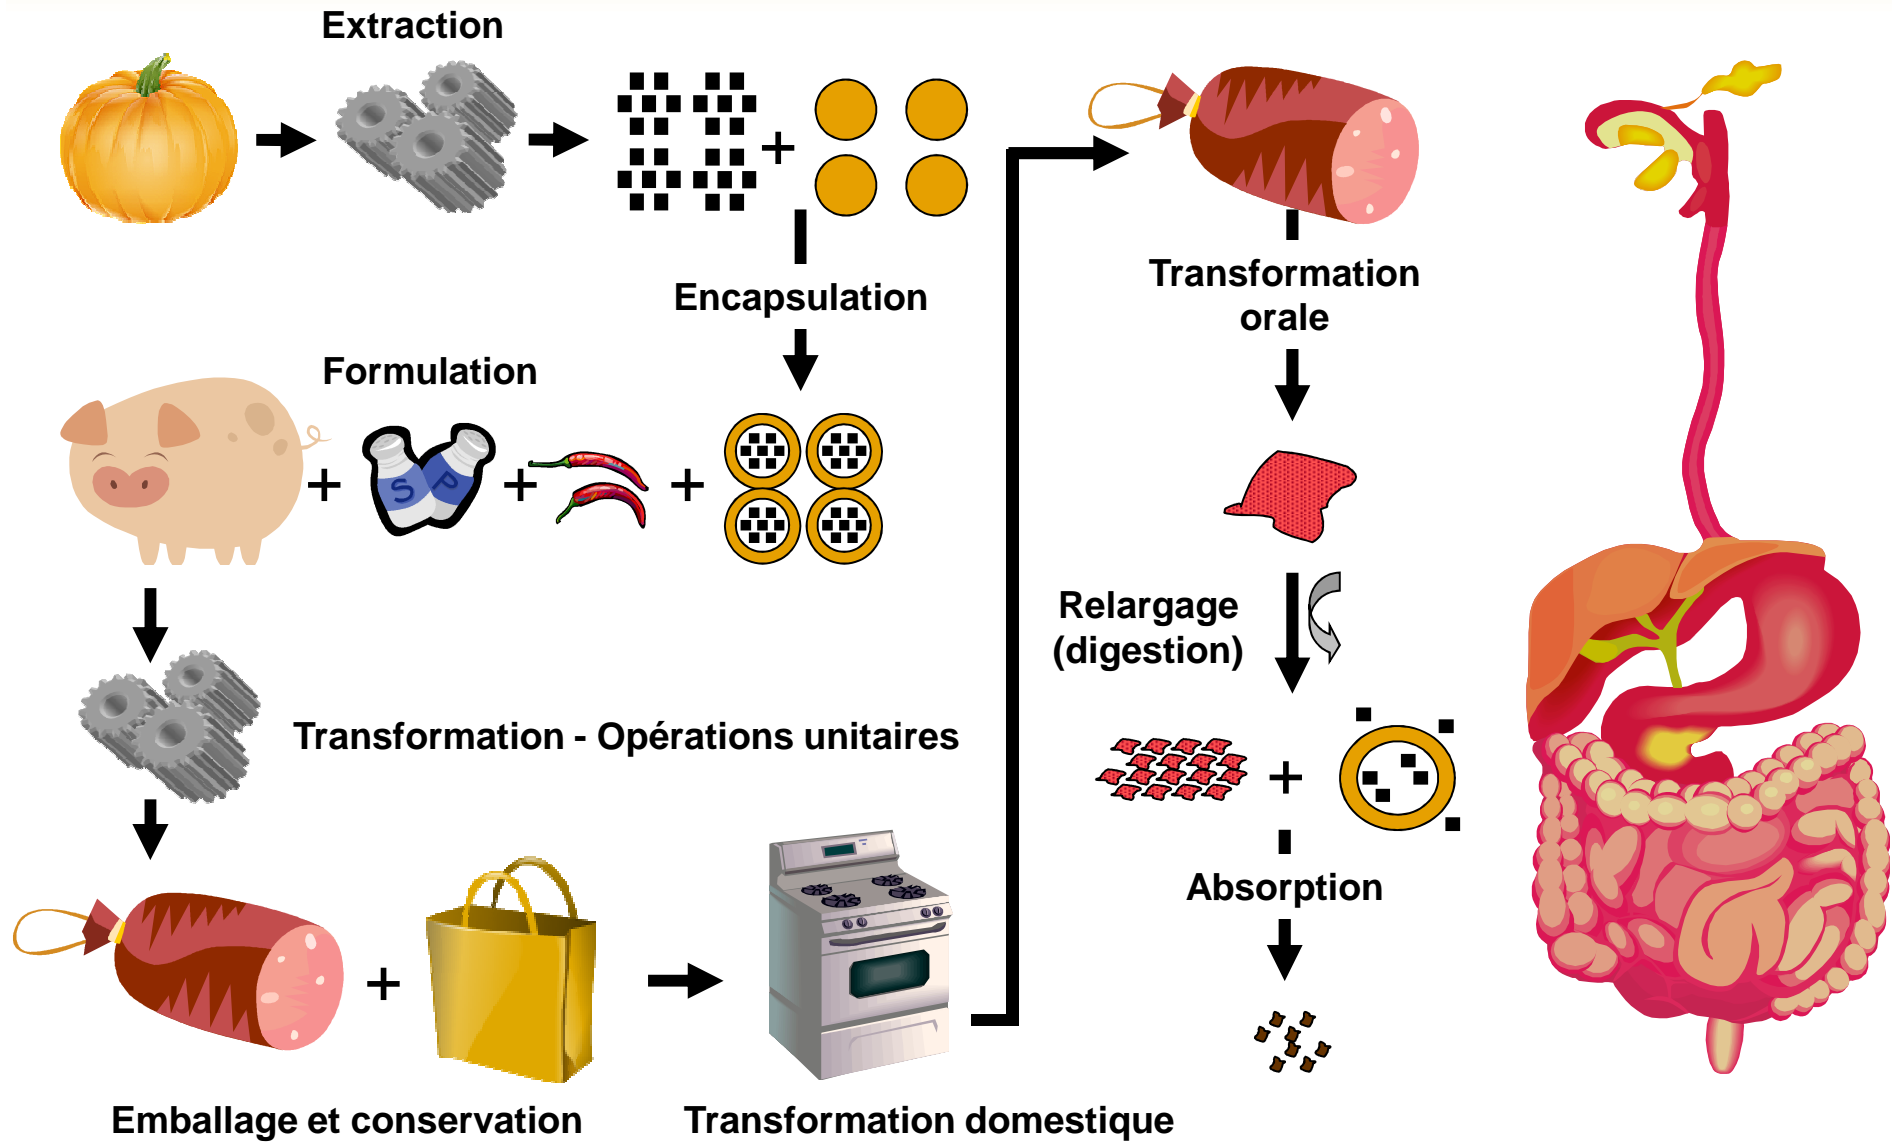 Extraction
Encapsulation
Formulation
S P
Transformation - Opérations unitaires
Emballage et conservation
Transformation domestique
Transformation
orale
Relargage
(digestion)
Absorption